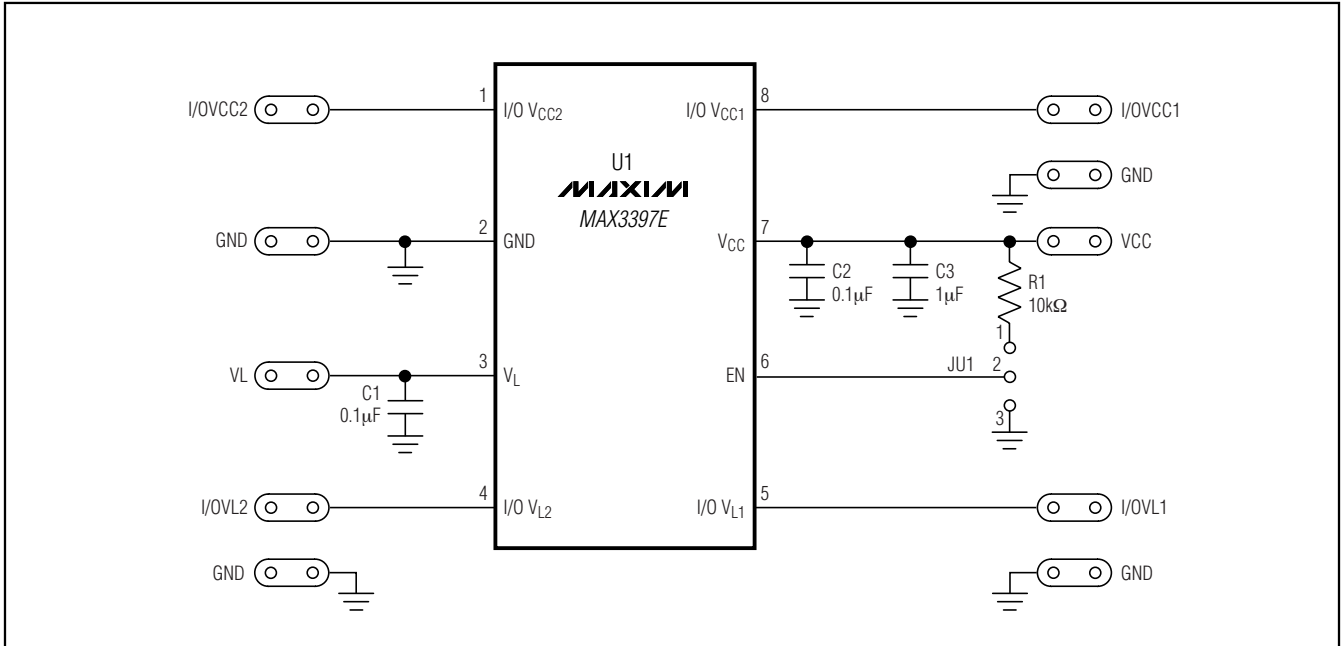 I/OVCC2
1
I/O VCC2
I/O VCC1
8
I/OVCC1
U1
MAXIM
MAX3397E
GND
GND
2
GND
VCC
7
VCC
C2
0.1µF
C3
1µF
R1
10kΩ
1
VL
3
VL
EN
6
JU1
2
C1
0.1µF
3
I/OVL2
4
I/O VL2
I/O VL1
5
I/OVL1
GND
GND